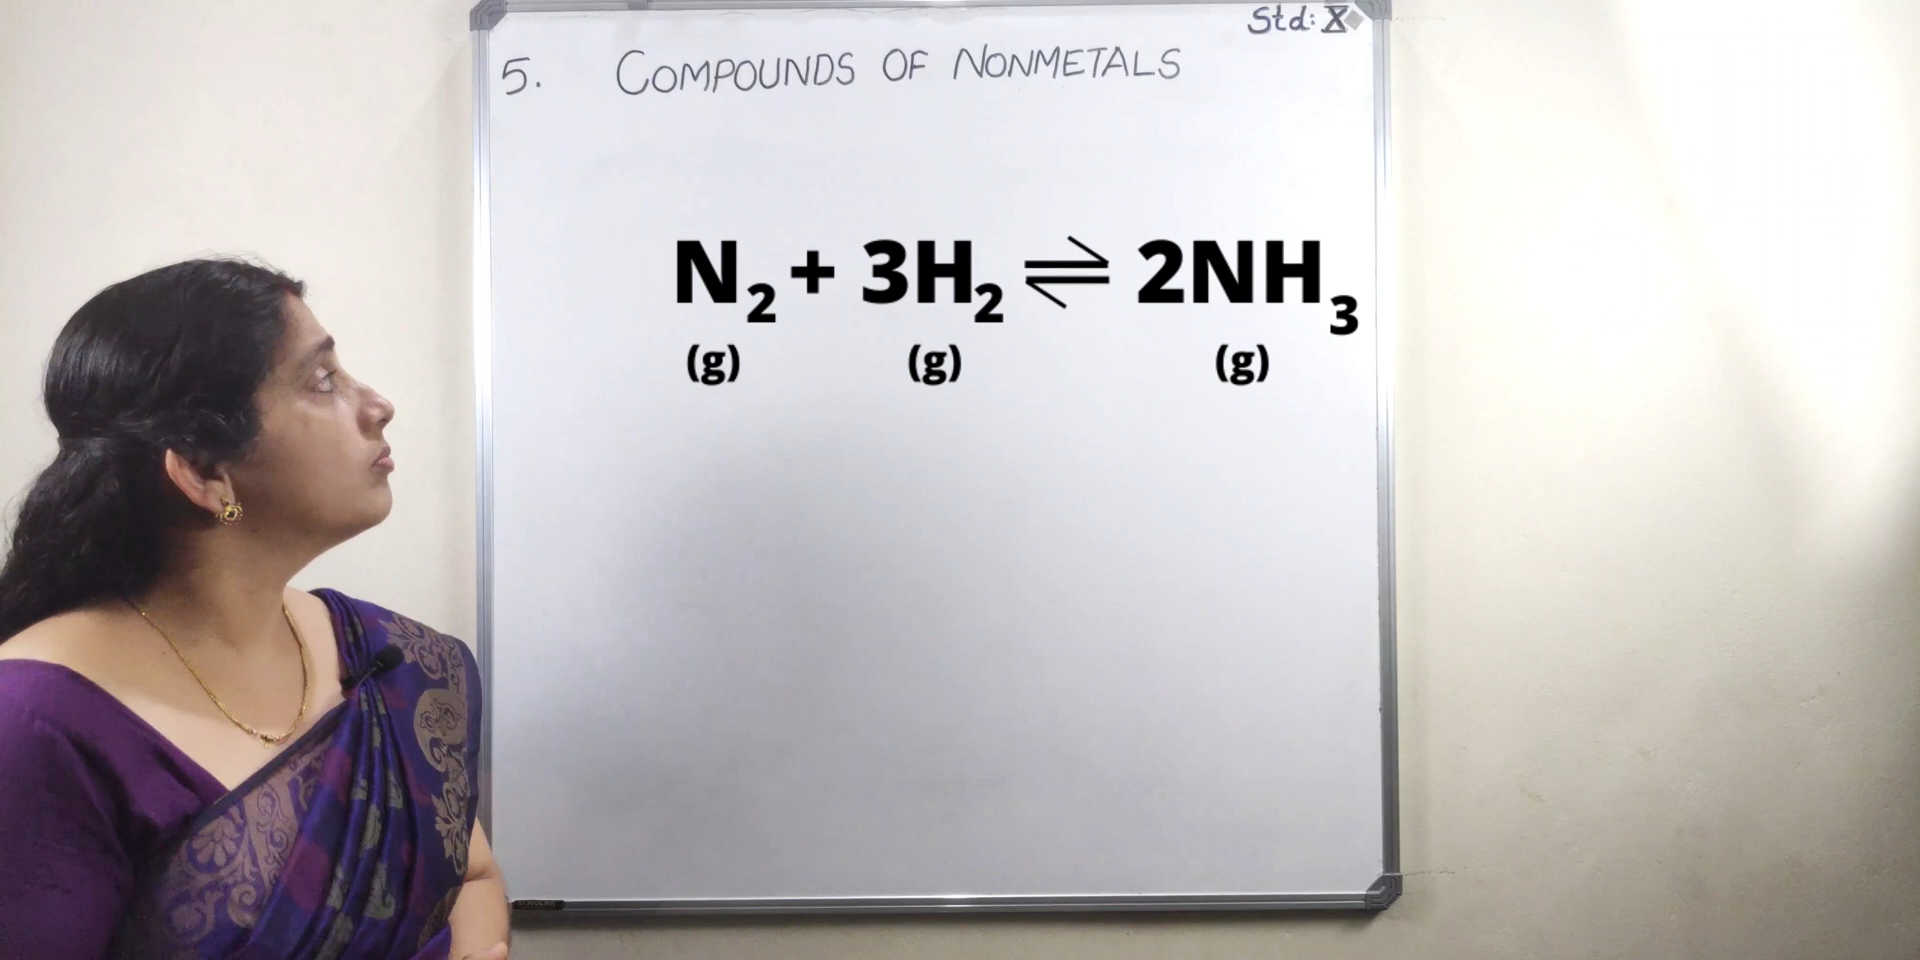 Std: X
5. COMPOUNDS OF NONMETALS
N₂ + 3H₂ ⇌ 2NH₃
(g) (g) (g)